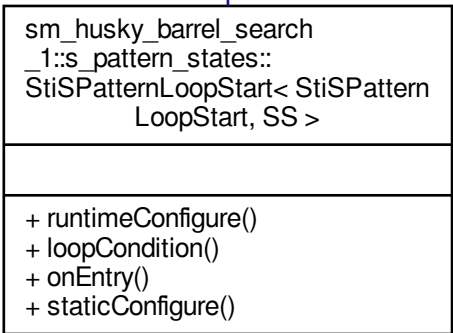 sm_husky_barrel_search
_1::s_pattern_states::
StiSPatternLoopStart< StiSPattern
LoopStart, SS >
+ runtimeConfigure()
+ loopCondition()
+ onEntry()
+ staticConfigure()